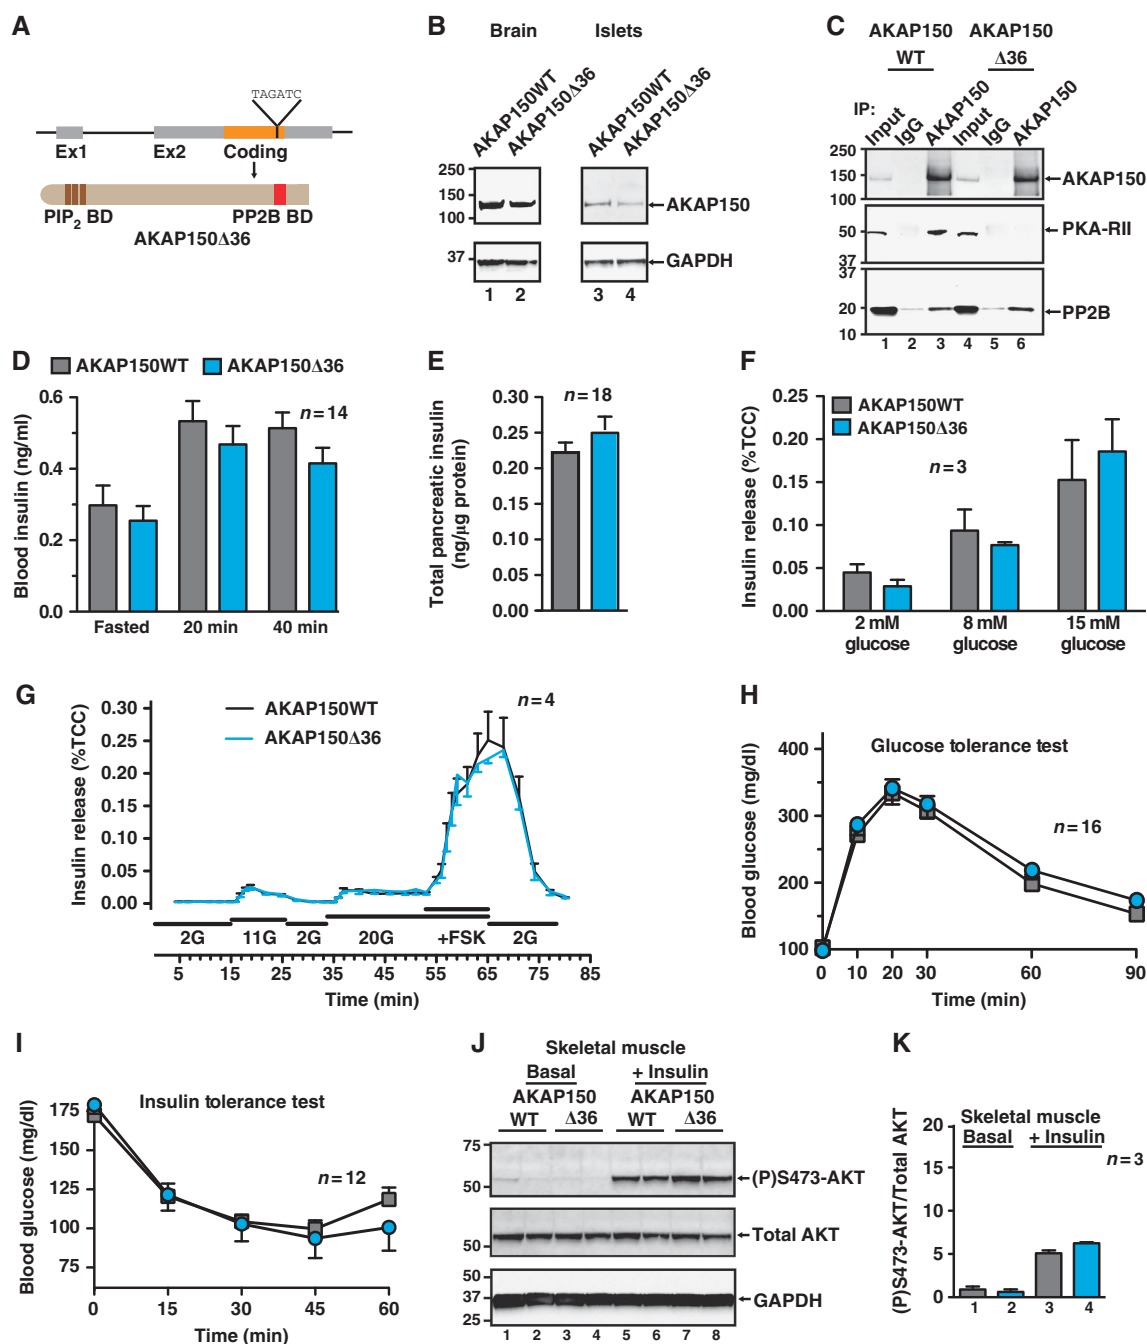 A
TAGATC
Ex1 Ex2 Coding
PIP2 BD PP2B BD
AKAP150Δ36
B
Brain Islets
AKAP150WT AKAP150Δ36 AKAP150WT AKAP150Δ36
250
150
100
AKAP150
37
GAPDH
1 2 3 4
C
AKAP150 AKAP150
WT Δ36
IP: Input IgG AKAP150 Input IgG AKAP150
250
150
100
AKAP150
50
37
PKA-RII
37
20
10
PP2B
1 2 3 4 5 6
D
AKAP150WT AKAP150Δ36
Blood insulin (ng/ml)
0.6
0.4
0.2
0.0
n=14
Fasted 20 min 40 min
E
Total pancreatic insulin
(ng/μg protein)
n=18
0.30
0.25
0.20
0.15
0.10
0.05
0.00
F
Insulin release (%TCC)
0.25
0.20
0.15
0.10
0.05
0.00
AKAP150WT
AKAP150Δ36
n=3
2 mM 8 mM 15 mM
glucose glucose glucose
G
Insulin release (%TCC)
0.30
0.25
0.20
0.15
0.10
0.05
0.00
AKAP150WT
AKAP150Δ36
n=4
2G 11G 2G 20G +FSK 2G
5 15 25 35 45 55 65 75 85
Time (min)
H
Blood glucose (mg/dl)
400
300
200
100
Glucose tolerance test
n=16
0 10 20 30 60 90
Time (min)
I
Blood glucose (mg/dl)
175
150
125
100
75
Insulin tolerance test
n=12
0 15 30 45 60
Time (min)
J
Skeletal muscle
Basal + Insulin
AKAP150 AKAP150
WT Δ36 WT Δ36
75
50
(P)S473-AKT
50
Total AKT
50
37
25
GAPDH
1 2 3 4 5 6 7 8
K
(P)S473-AKT/Total AKT
20
15
10
5
0
Skeletal muscle
Basal + Insulin
n=3
1 2 3 4